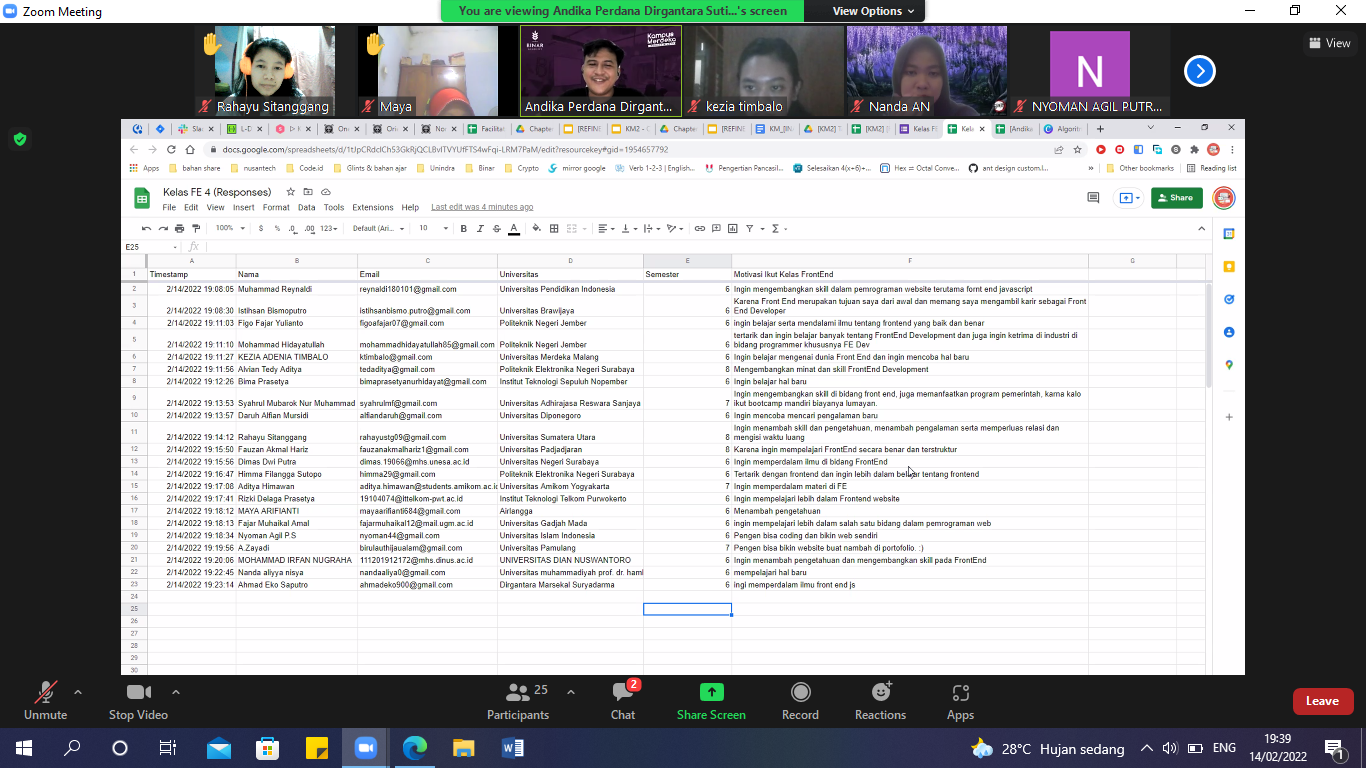 Zoom Meeting
You are viewing Andika Perdana Dirgantara Suti...'s screen
View Options
View
BINAR
Kampus Merdeka
N
Rahayu Sitanggang
Maya
Andika Perdana Dirgant...
kezia timbalo
Nanda AN
NYOMAN AGIL PUTR...
Facilitat
Chapte
[REFINE
KM2 - C
Chapte
[REFINE
KM_[IN
[KM2] T
[KM2] [
Kelas FE
Kela
[Andika
Algoritm
docs.google.com/spreadsheets/d/1tJpCRdclCh53GkRjQCLBvlTVYUfFTS4wFqi-LRM7PaM/edit?resourcekey#gid=1954657792
Apps
bahan share
nusantech
Code.id
Glints & bahan ajar
Unindra
Binar
Crypto
mirror google
Verb 1-2-3 | English...
Pengertian Pancasil...
Selesaikan 4(x+6)+...
Hex = Octal Conve...
ant design custom l...
»
Other bookmarks
Reading list
Kelas FE 4 (Responses)
File Edit View Insert Format Data Tools Extensions Help Last edit was 4 minutes ago
Share
100% $ % .0 .00 123 Default (Ari... 10 B I S A
E25 fx
A B C D E F G
1 Timestamp Nama Email Universitas Semester Motivasi Ikut Kelas FrontEnd
2 2/14/2022 19:08:05 Muhammad Reynaldi reynaldi180101@gmail.com Universitas Pendidikan Indonesia 6 Ingin mengembangkan skill dalam pemrograman website terutama fornt end javascript
Karena Front End merupakan tujuan saya dari awal dan memang saya mengambil karir sebagai Front
3 2/14/2022 19:08:30 Istihsan Bismoputro istihsanbismo.putro@gmail.com Universitas Brawijaya 6 End Developer
4 2/14/2022 19:11:03 Figo Fajar Yulianto figoafajar07@gmail.com Politeknik Negeri Jember 6 ingin belajar serta mendalami ilmu tentang frontend yang baik dan benar
tertarik dan ingin belajar banyak tentang FrontEnd Development dan juga ingin ketrima di industri di
5 2/14/2022 19:11:10 Mohammad Hidayatullah mohammadhidayatullah85@gmail.com Politeknik Negeri Jember 6 bidang programmer khususnya FE Dev
6 2/14/2022 19:11:27 KEZIA ADENIA TIMBALO ktimbalo@gmail.com Universitas Merdeka Malang 6 Ingin belajar mengenai dunia Front End dan ingin mencoba hal baru
7 2/14/2022 19:11:56 Alvian Tedy Aditya tedaditya@gmail.com Politeknik Elektronika Negeri Surabaya 8 Mengembangkan minat dan skill FrontEnd Development
8 2/14/2022 19:12:26 Bima Prasetya bimaprasetyanurhidayat@gmail.com Institut Teknologi Sepuluh Nopember 6 Ingin belajar hal baru
Ingin mengembangkan skill di bidang front end, juga memanfaatkan program pemerintah, karna kalo
9 2/14/2022 19:13:53 Syahrul Mubarok Nur Muhammad syahrulmf@gmail.com Universitas Adhirajasa Reswara Sanjaya 7 ikut bootcamp mandiri biayanya lumayan.
10 2/14/2022 19:13:57 Daruh Alfian Mursidi alfiandaruh@gmail.com Universitas Diponegoro 6 Ingin mencoba mencari pengalaman baru
Ingin menambah skill dan pengetahuan, menambah pengalaman serta memperluas relasi dan
11 2/14/2022 19:14:12 Rahayu Sitanggang rahayustg09@gmail.com Universitas Sumatera Utara 8 mengisi waktu luang
12 2/14/2022 19:15:50 Fauzan Akmal Hariz fauzanakmalhariz1@gmail.com Universitas Padjadjaran 8 Karena ingin mempelajari FrontEnd secara benar dan terstruktur
13 2/14/2022 19:15:56 Dimas Dwi Putra dimas.19066@mhs.unesa.ac.id Universitas Negeri Surabaya 6 Ingin memperdalam ilmu di bidang FrontEnd
14 2/14/2022 19:16:47 Himma Filangga Sutopo himma29@gmail.com Politeknik Elektronika Negeri Surabaya 6 Tertarik dengan frontend dan ingin lebih dalam belajar tentang frontend
15 2/14/2022 19:17:08 Aditya Himawan aditya.himawan@students.amikom.ac.id Universitas Amikom Yogyakarta 7 Ingin memperdalam materi di FE
16 2/14/2022 19:17:41 Rizki Delaga Prasetya 19104074@ittelkom-pwt.ac.id Institut Teknologi Telkom Purwokerto 6 Ingin mempelajari lebih dalam Frontend website
17 2/14/2022 19:18:12 MAYA ARIFIANTI mayaarifianti684@gmail.com Airlangga 6 Menambah pengetahuan
18 2/14/2022 19:18:13 Fajar Muhaikal Amal fajarmuhaikal12@mail.ugm.ac.id Universitas Gadjah Mada 6 ingin mempelajari lebih dalam salah satu bidang dalam pemrograman web
19 2/14/2022 19:18:34 Nyoman Agil P.S nyoman44@gmail.com Universitas Islam Indonesia 6 Pengen bisa coding dan bikin web sendiri
20 2/14/2022 19:19:56 A.Zayadi birulauthijaualam@gmail.com Universitas Pamulang 7 Pengen bisa bikin website buat nambah di portofolio. :)
21 2/14/2022 19:20:06 MOHAMMAD IRFAN NUGRAHA 111201912172@mhs.dinus.ac.id UNIVERSITAS DIAN NUSWANTORO 6 Ingin menambah pengetahuan dan mengembangkan skill pada FrontEnd
22 2/14/2022 19:22:45 Nanda aliyya nisya nandaaliya0@gmail.com Universitas muhammadiyah prof. dr. haml 6 mempelajari hal baru
23 2/14/2022 19:23:14 Ahmad Eko Saputro ahmadeko900@gmail.com Dirgantara Marsekal Suryadarma 6 ingi memperdalam ilmu front end js
24
25
26
27
28
29
30
Unmute
Stop Video
Participants 25
Chat 2
Share Screen
Record
Reactions
Apps
Leave
28°C Hujan sedang
ENG
19:39
14/02/2022
1